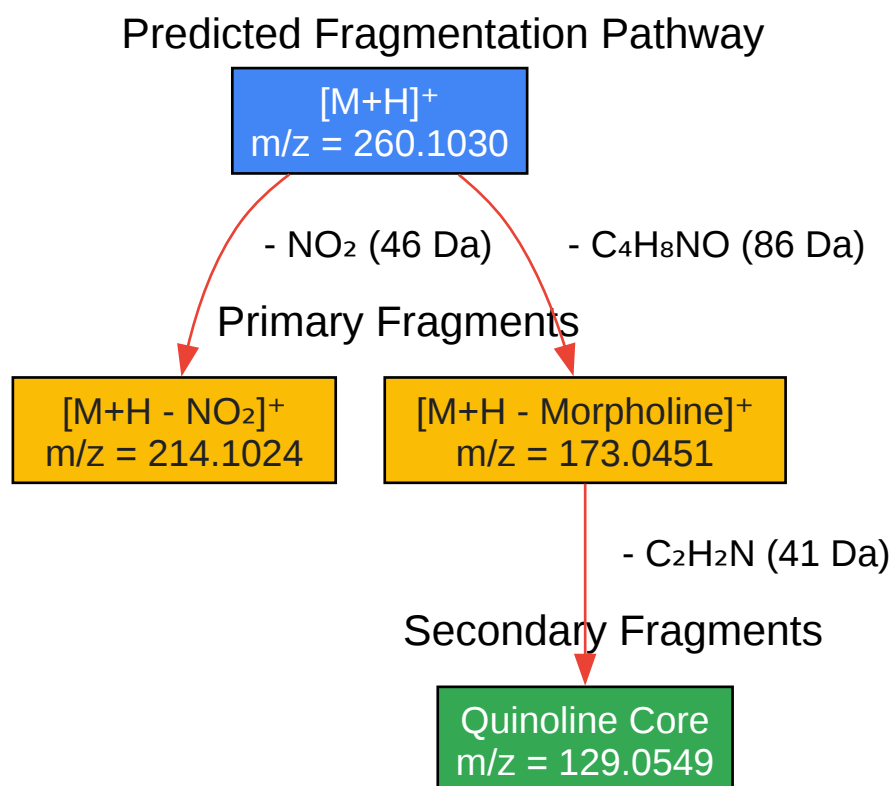 Predicted Fragmentation Pathway
[M+H]⁺
m/z = 260.1030
- NO₂ (46 Da)
- C₄H₈NO (86 Da)
Primary Fragments
[M+H - NO₂]⁺
m/z = 214.1024
[M+H - Morpholine]⁺
m/z = 173.0451
- C₂H₂N (41 Da)
Secondary Fragments
Quinoline Core
m/z = 129.0549